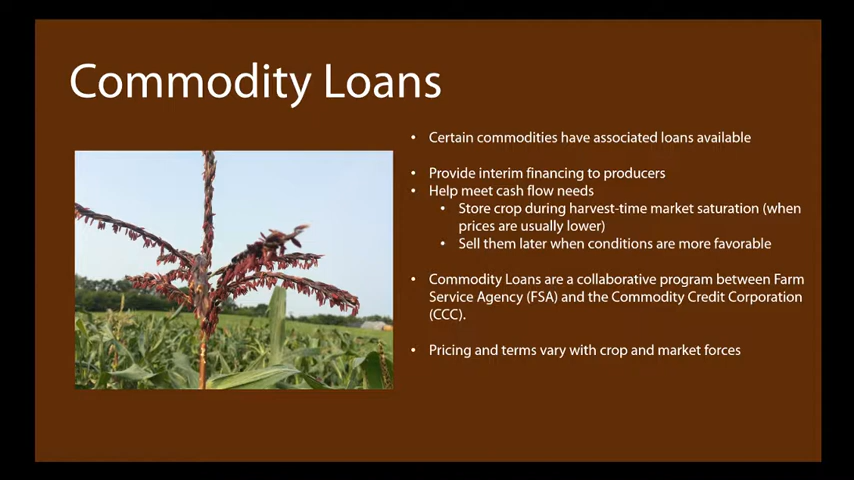 Commodity Loans
• Certain commodities have associated loans available
• Provide interim financing to producers
• Help meet cash flow needs
• Store crop during harvest-time market saturation (when
prices are usually lower)
• Sell them later when conditions are more favorable
• Commodity Loans are a collaborative program between Farm
Service Agency (FSA) and the Commodity Credit Corporation
(CCC).
• Pricing and terms vary with crop and market forces